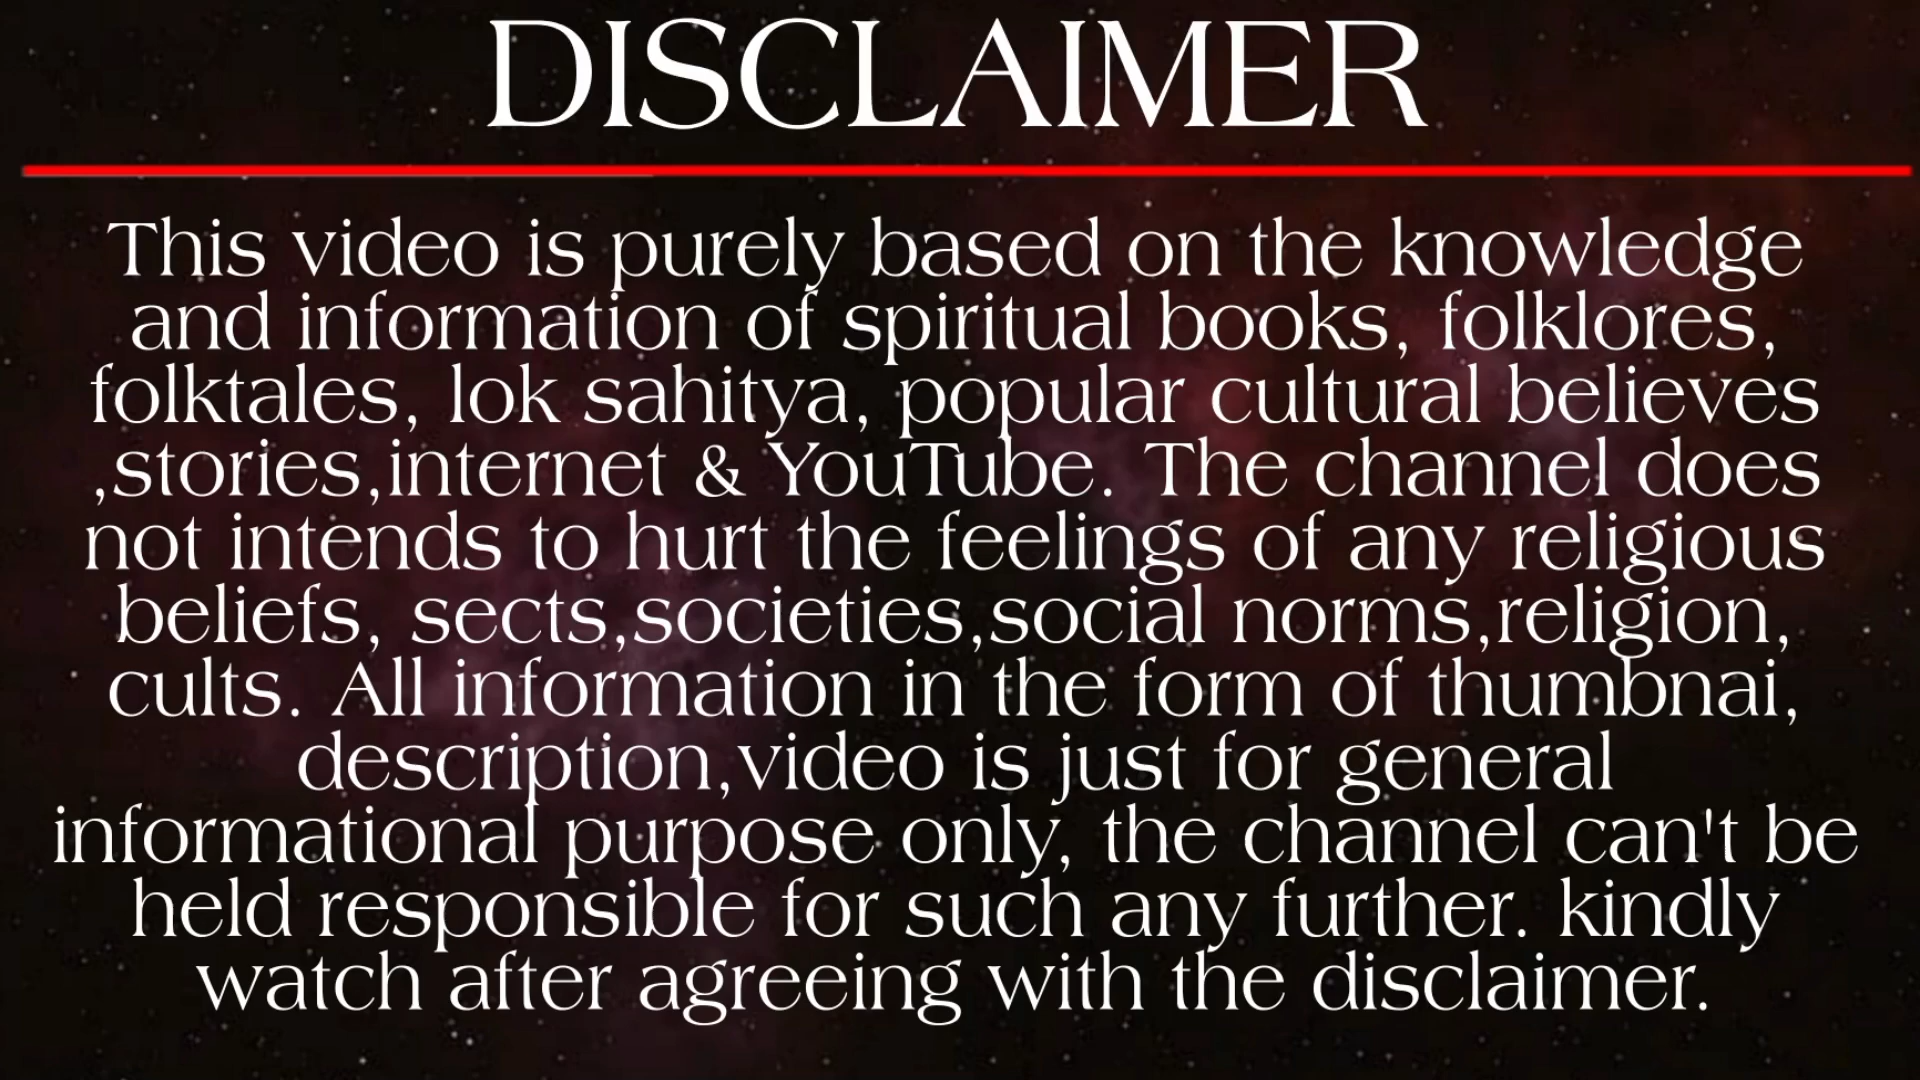 DISCLAIMER
This video is purely based on the knowledge
and information of spiritual books, folklores,
folktales, lok sahitya, popular cultural believes
,stories,internet & YouTube. The channel does
not intends to hurt the feelings of any religious
beliefs, sects,societies,social norms,religion,
cults. All information in the form of thumbnai,
description,video is just for general
informational purpose only, the channel can't be
held responsible for such any further. kindly
watch after agreeing with the disclaimer.